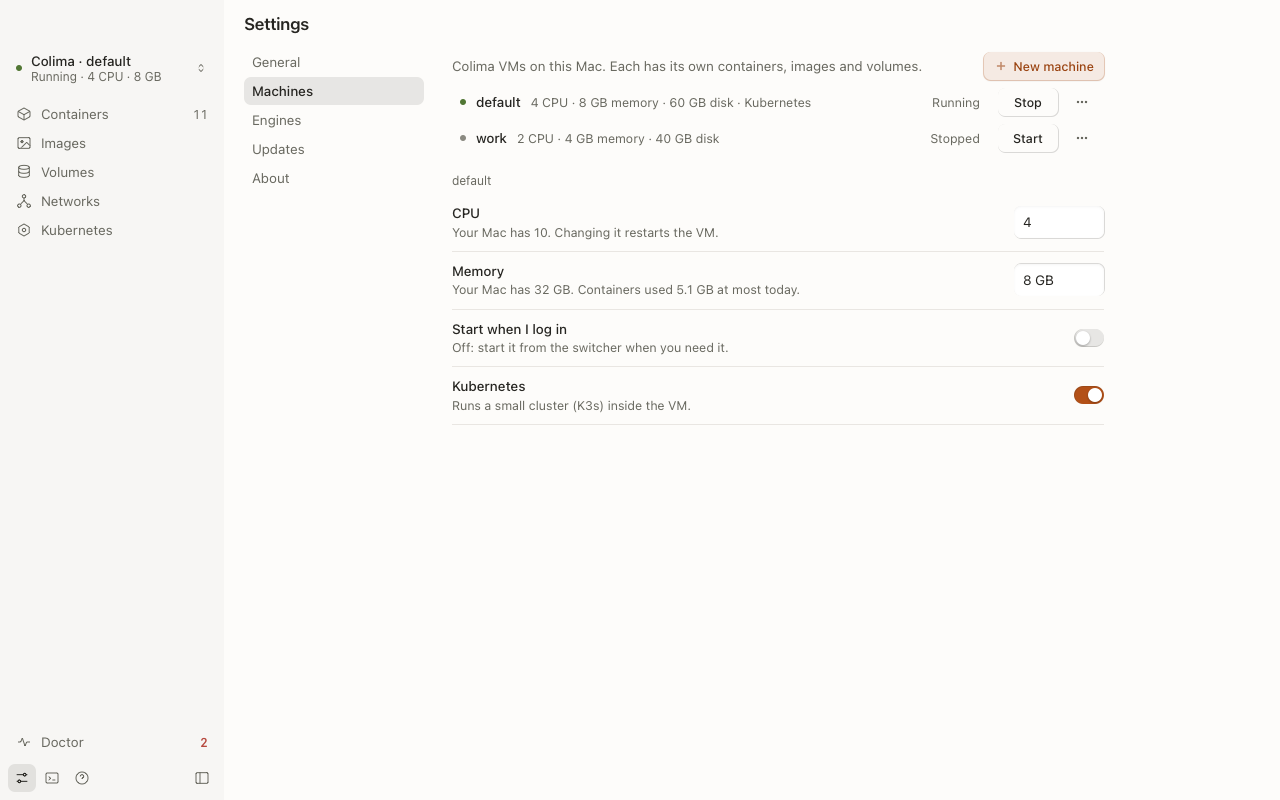 Settings
Colima · default
Running · 4 CPU · 8 GB
Containers 11
Images
Volumes
Networks
Kubernetes
Doctor 2
General
Machines
Engines
Updates
About
Colima VMs on this Mac. Each has its own containers, images and volumes.
+ New machine
default 4 CPU · 8 GB memory · 60 GB disk · Kubernetes Running Stop ···
work 2 CPU · 4 GB memory · 40 GB disk Stopped Start ···
default
CPU
Your Mac has 10. Changing it restarts the VM.
4
Memory
Your Mac has 32 GB. Containers used 5.1 GB at most today.
8 GB
Start when I log in
Off: start it from the switcher when you need it.
Kubernetes
Runs a small cluster (K3s) inside the VM.